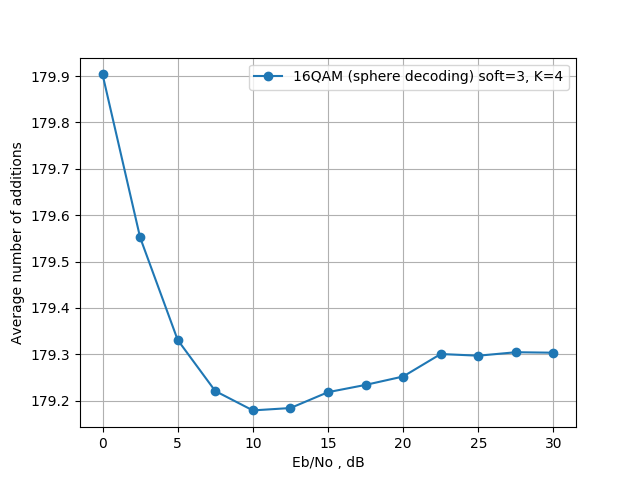 16QAM (sphere decoding) soft=3, K=4
Average number of additions
179.9
179.8
179.7
179.6
179.5
179.4
179.3
179.2
0 5 10 15 20 25 30
Eb/No , dB